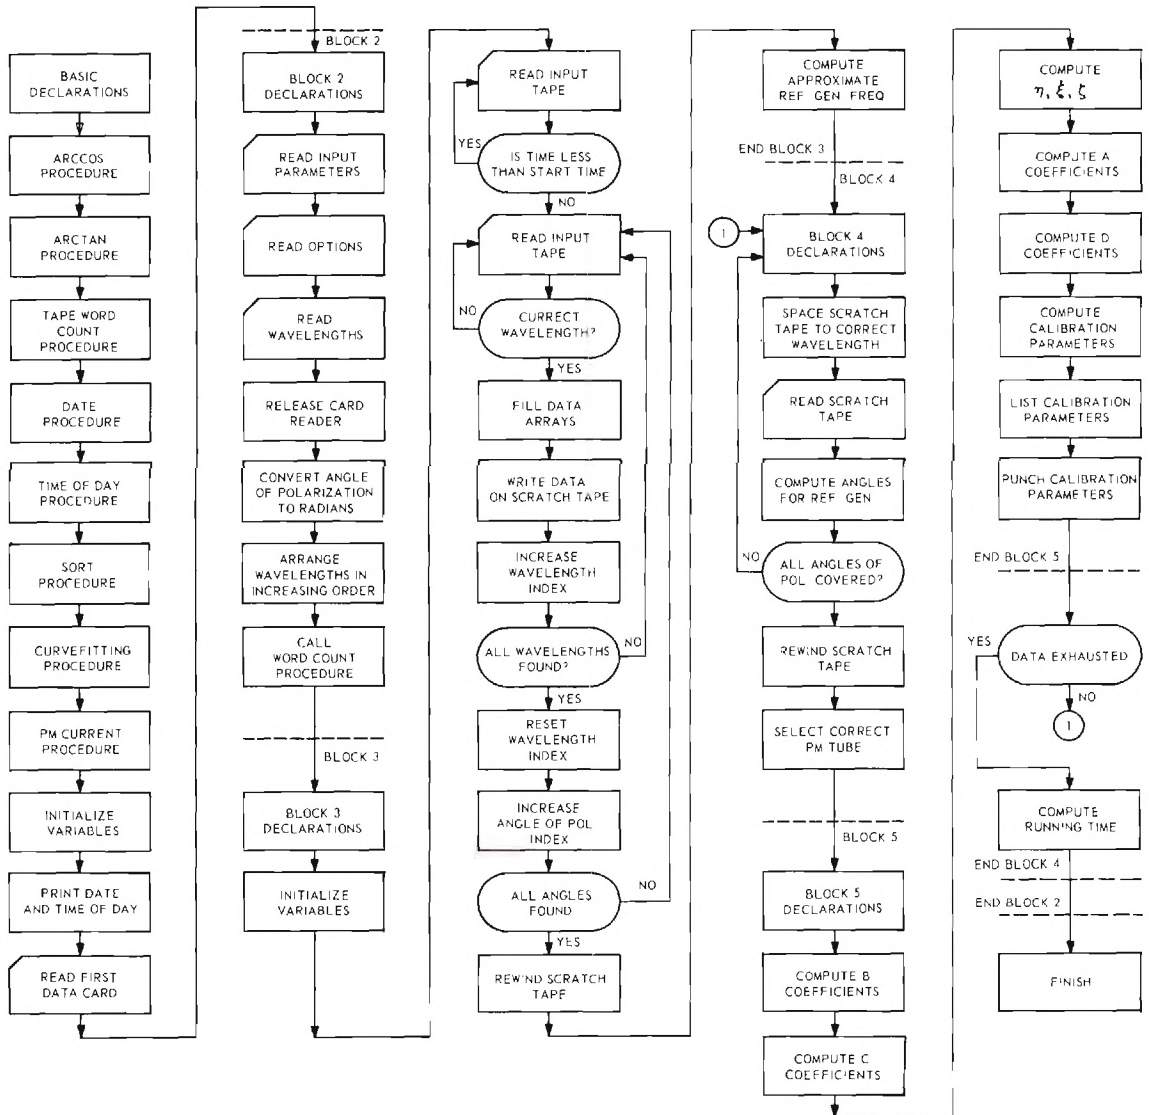 BASIC
DECLARATIONS
ARCCOS
PROCEDURE
ARCTAN
PROCEDURE
TAPE WORD
COUNT
PROCEDURE
DATE
PROCEDURE
TIME OF DAY
PROCEDURE
SORT
PROCEDURE
CURVEFITTING
PROCEDURE
PM CURRENT
PROCEDURE
INITIALIZE
VARIABLES
PRINT DATE
AND TIME OF DAY
READ FIRST
DATA CARD
BLOCK 2
BLOCK 2
DECLARATIONS
READ INPUT
PARAMETERS
READ OPTIONS
READ
WAVELENGTHS
RELEASE CARD
READER
CONVERT ANGLE
OF POLARIZATION
TO RADIANS
ARRANGE
WAVELENGTHS IN
INCREASING ORDER
CALL
WORD COUNT
PROCEDURE
BLOCK 3
BLOCK 3
DECLARATIONS
INITIALIZE
VARIABLES
READ INPUT
TAPE
YES
IS TIME LESS
THAN START TIME
NO
READ INPUT
TAPE
NO
CURRECT
WAVELENGTH?
YES
FILL DATA
ARRAYS
WRITE DATA
ON SCRATCH TAPE
INCREASE
WAVELENGTH
INDEX
ALL WAVELENGTHS
FOUND?
NO
YES
RESET
WAVELENGTH
INDEX
INCREASE
ANGLE OF POL
INDEX
ALL ANGLES
FOUND
NO
YES
REWIND SCRATCH
TAPE
COMPUTE
APPROXIMATE
REF GEN FREQ
END BLOCK 3
BLOCK 4
1
BLOCK 4
DECLARATIONS
SPACE SCRATCH
TAPE TO CORRECT
WAVELENGTH
READ SCRATCH
TAPE
COMPUTE ANGLES
FOR REF GEN
NO
ALL ANGLES OF
POL COVERED?
REWIND SCRATCH
TAPE
SELECT CORRECT
PM TUBE
BLOCK 5
BLOCK 5
DECLARATIONS
COMPUTE B
COEFFICIENTS
COMPUTE C
COEFFICIENTS
COMPUTE
η, ξ, ζ
COMPUTE A
COEFFICIENTS
COMPUTE D
COEFFICIENTS
COMPUTE
CALIBRATION
PARAMETERS
LIST CALIBRATION
PARAMETERS
PUNCH CALIBRATION
PARAMETERS
END BLOCK 5
YES
DATA EXHAUSTED
NO
1
COMPUTE
RUNNING TIME
END BLOCK 4
END BLOCK 2
FINISH